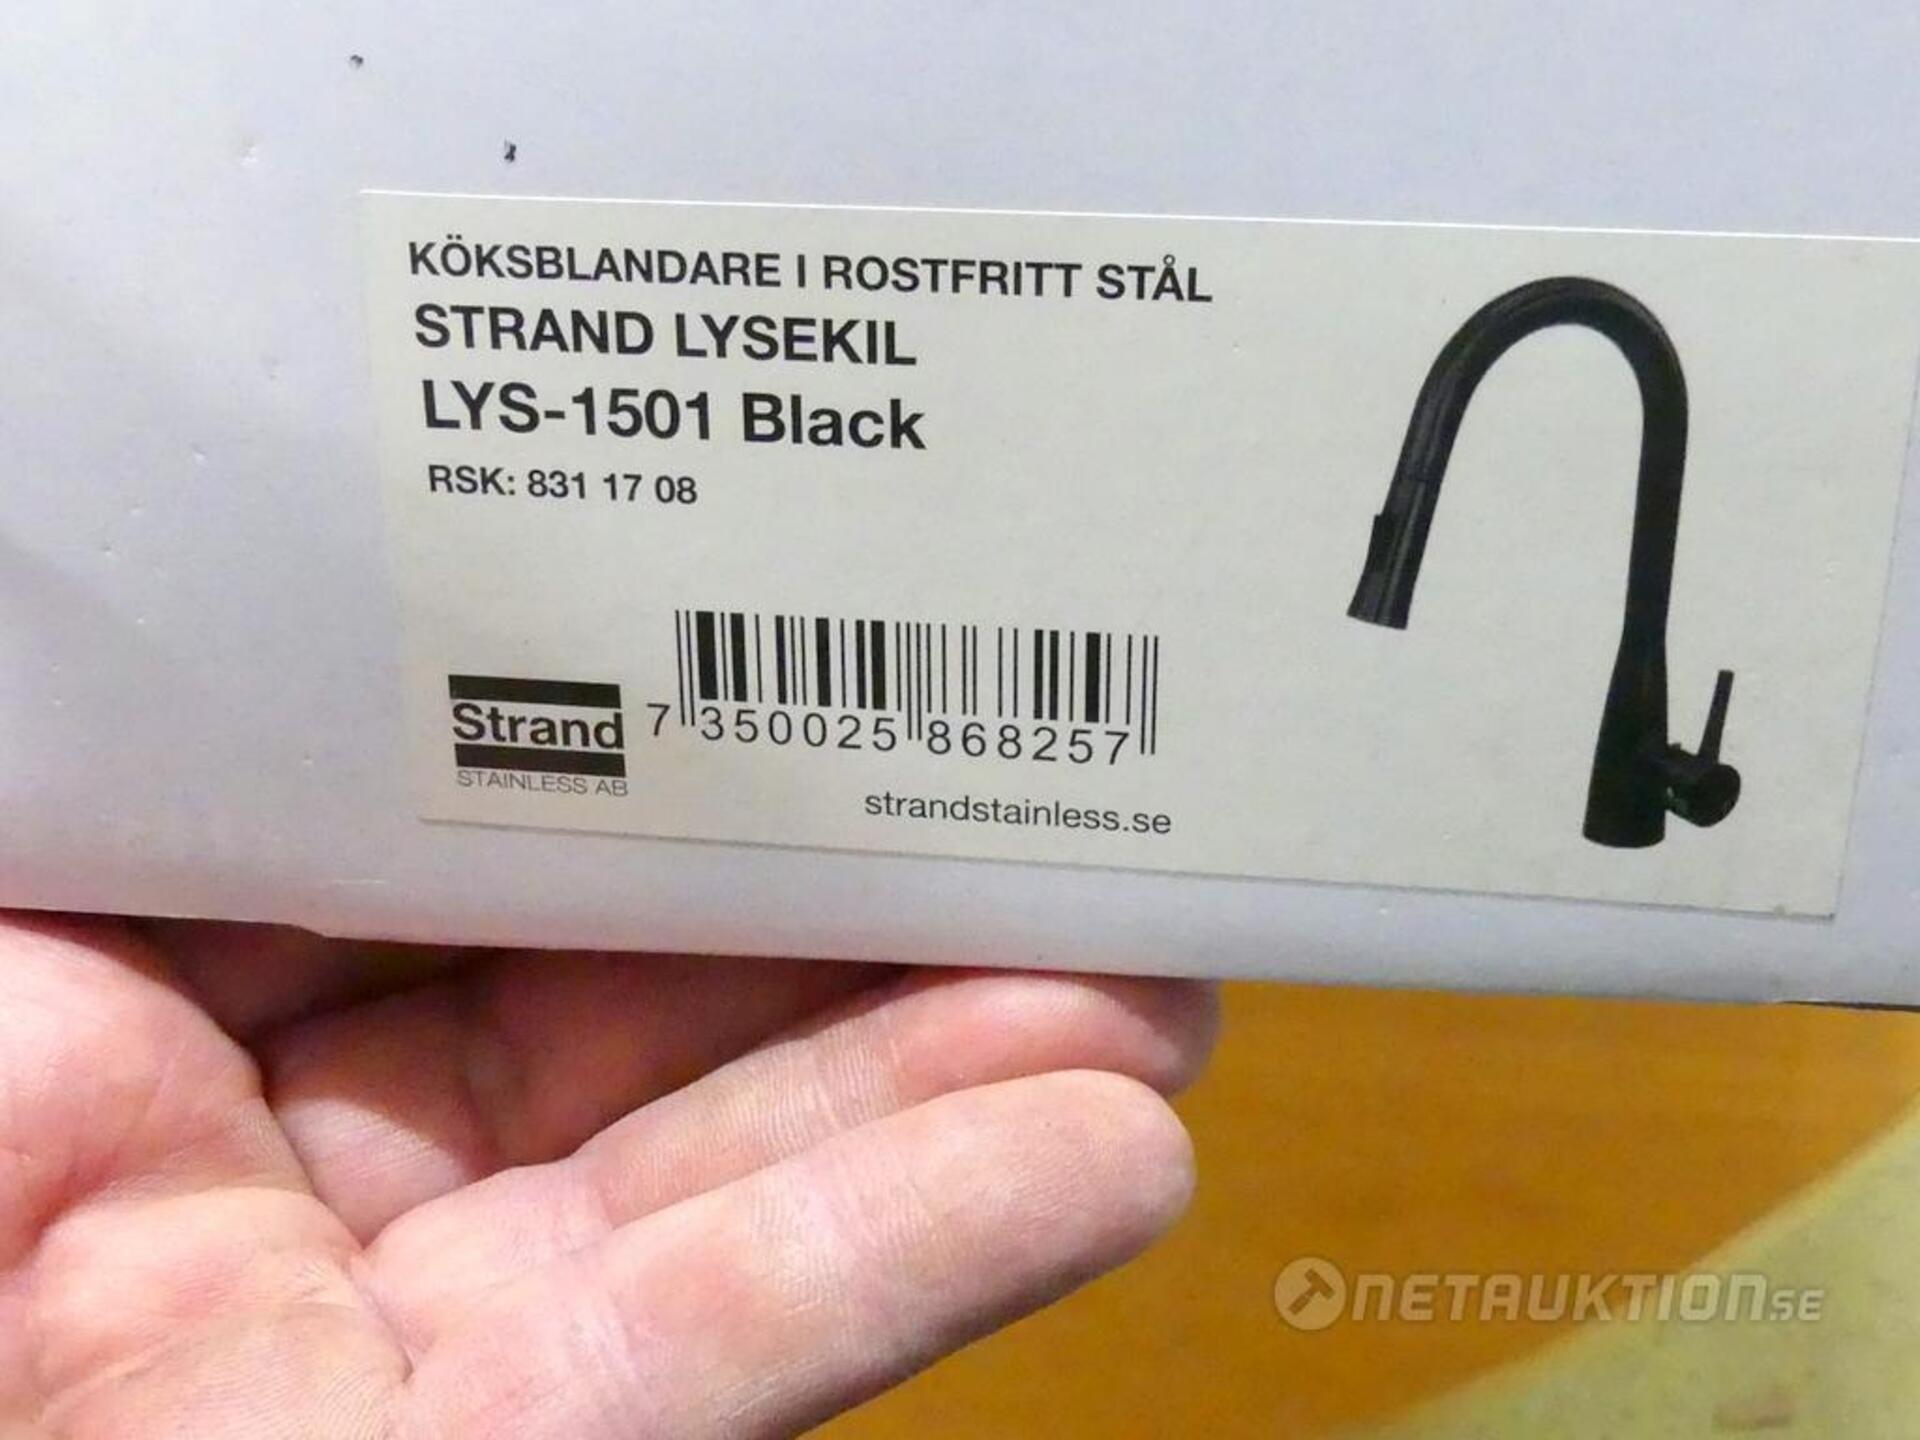 KÖKSBLANDARE I ROSTFRITT STÅL
STRAND LYSEKIL
LYS-1501 Black
RSK: 831 17 08
Strand
STAINLESS AB
7 350025 868257
strandstainless.se
NETAUKTION.SE